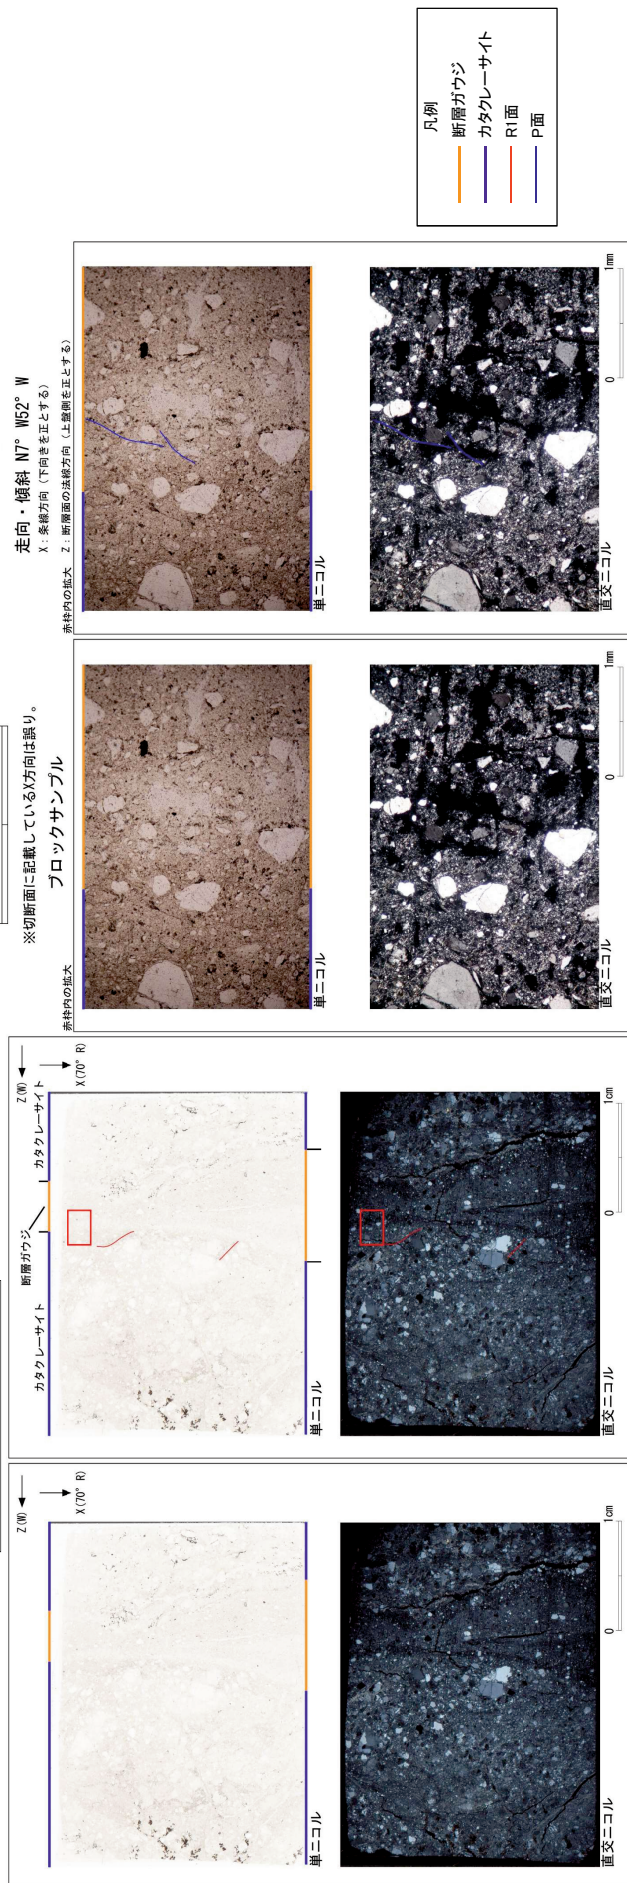 走向・傾斜 N7° W52° W
X：条線方向（下向きを正とする）
Z：断層面の法線方向（上盤側を正とする）
※切断面に記載しているX方向は誤り。
ブロックサンプル
Z(W)
X(70° R)
単ニコル
直交ニコル
0
1cm
Z(W)
X(70° R)
カタクレーサイト
断層ガウジ
カタクレーサイト
単ニコル
直交ニコル
0
1cm
赤枠内の拡大
単ニコル
直交ニコル
0
1mm
赤枠内の拡大
単ニコル
直交ニコル
0
1mm
凡例
断層ガウジ
カタクレーサイト
R1面
P面